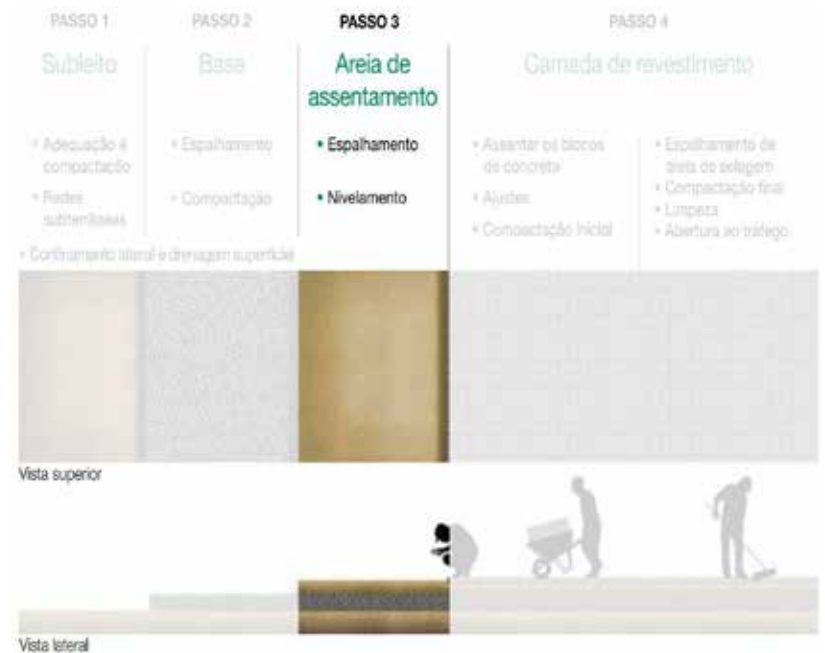 PASSO 1
Subleito
• Adequação e
compactação
• Redes
subterrâneas
PASSO 2
Base
• Espalhamento
• Compactação
• Confinamento lateral e drenagem superficial
PASSO 3
Areia de
assentamento
• Espalhamento
• Nivelamento
PASSO 4
Camada de revestimento
• Assentar os blocos
de concreto
• Ajustes
• Compactação Inicial
• Espalhamento de
areia de selagem
• Compactação final
• Limpeza
• Abertura ao tráfego
Vista superior
Vista lateral